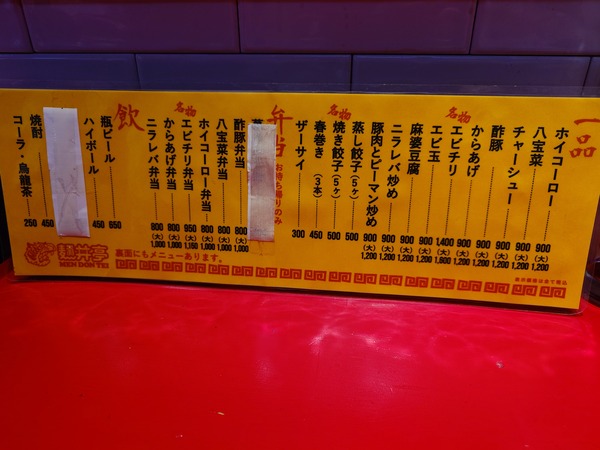 一品
ホイコーロー 900 (大) 1,200
八宝菜 900 (大) 1,200
チャーシュー 900 (大) 1,200
酢豚 900 (大) 1,200
からあげ 900 (大) 1,200
名物 エビチリ 1,400 (大) 1,600
エビ玉 900 (大) 1,200
麻婆豆腐 900 (大) 1,200
ニラレバ炒め 900 (大) 1,200
豚肉とピーマン炒め 900 (大) 1,200
蒸し餃子(5ヶ) 500
名物 焼き餃子(5ヶ) 500
春巻き(3本) 450
ザーサイ 300
弁当 お持ち帰りのみ
酢豚弁当 800 (大) 1,000
八宝菜弁当 800 (大) 1,000
ホイコーロー弁当 800 (大) 1,000
名物 エビチリ弁当 950 (大) 1,150
からあげ弁当 800 (大) 1,000
ニラレバ弁当 800 (大) 1,000
飲
瓶ビール 650
ハイボール 450
焼酎 450
コーラ・烏龍茶 250
麺丼亭
MEN DON TEI
裏面にもメニューあります。